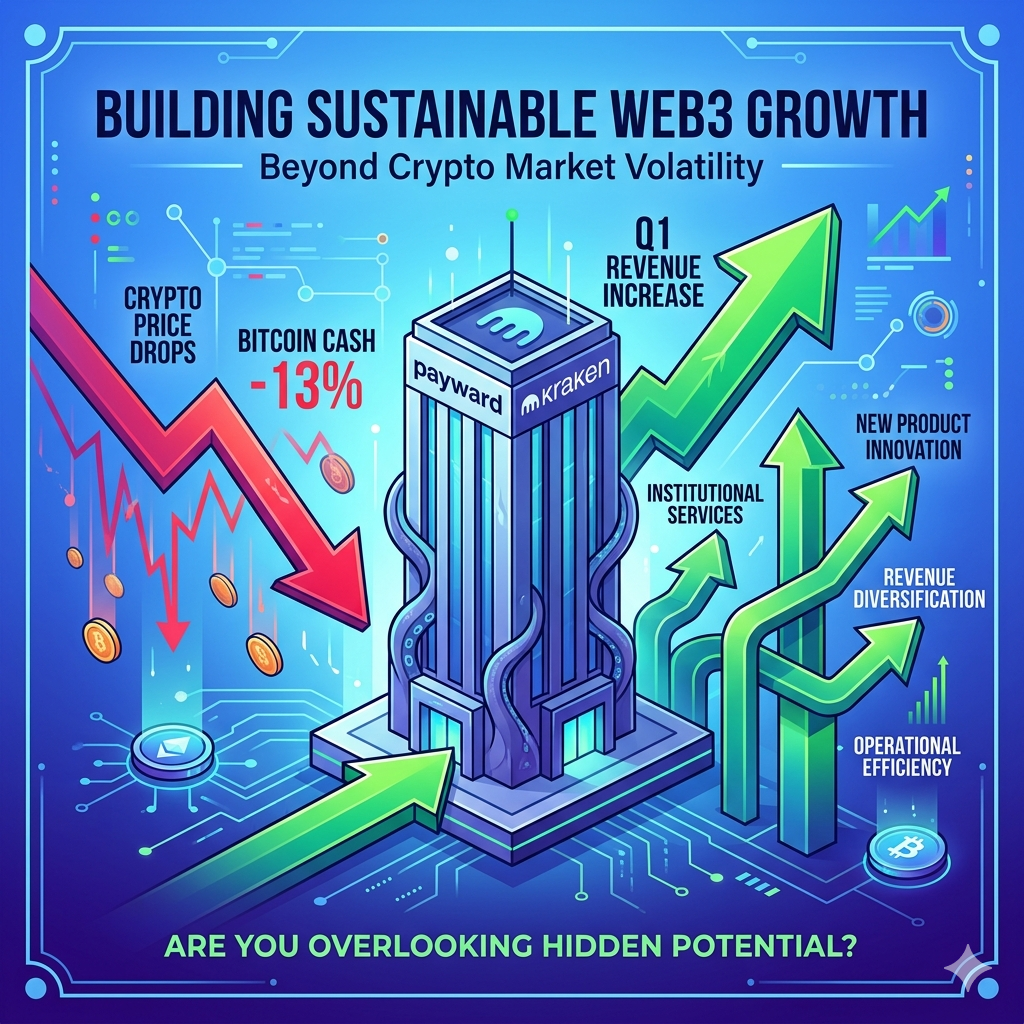 BUILDING SUSTAINABLE WEB3 GROWTH
Beyond Crypto Market Volatility
CRYPTO
PRICE
DROPS
BITCOIN CASH
-13%
payward
kraken
Q1
REVENUE
INCREASE
INSTITUTIONAL
SERVICES
NEW PRODUCT
INNOVATION
REVENUE
DIVERSIFICATION
OPERATIONAL
EFFICIENCY
ARE YOU OVERLOOKING HIDDEN POTENTIAL?